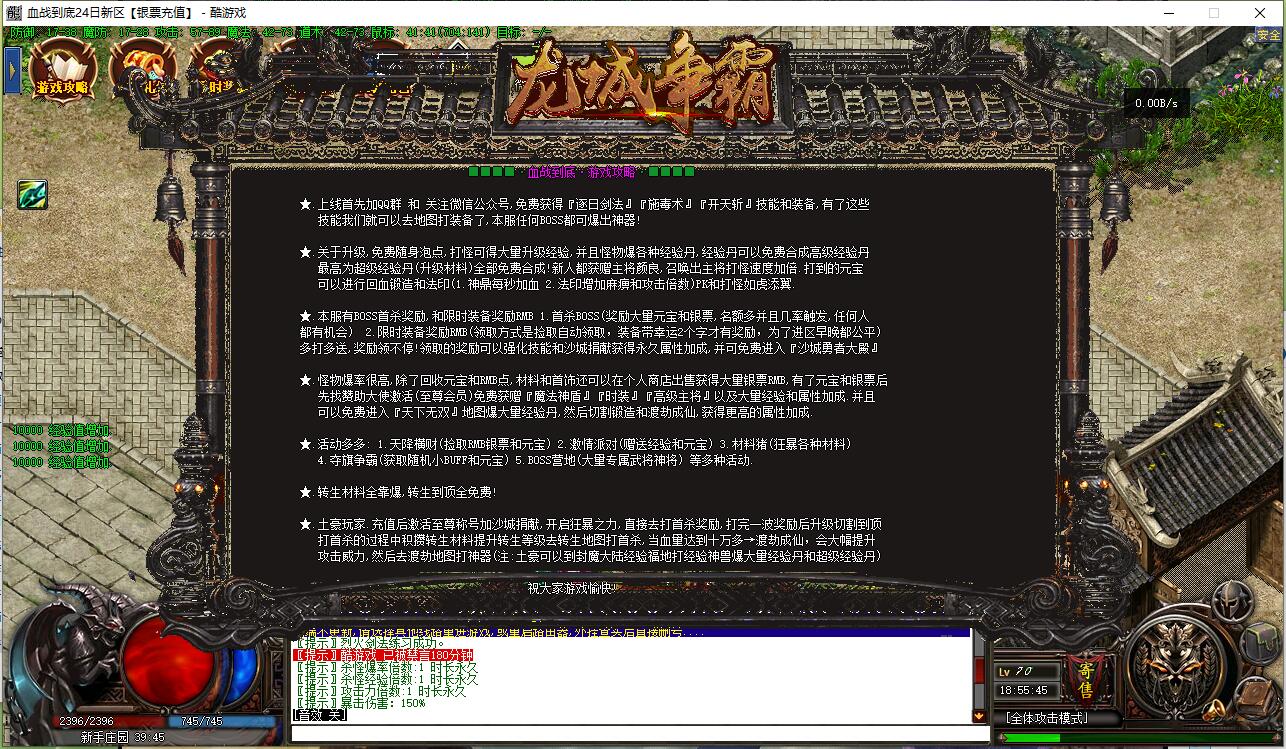 血战到底24日新区【银票充值】 - 酷游戏
防御: 17-38 魔防: 17-28 攻击: 57-89 魔法: 42-73 道术: 42-73 鼠标: 41:41(704:141) 目标: -/-
安全
游戏攻略
龙城争霸
0.00B/s
血战到底·游戏攻略
★.上线首先加QQ群 和 关注微信公众号,免费获得『逐日剑法』『施毒术』『开天斩』技能和装备,有了这些
技能我们就可以去地图打装备了,本服任何BOSS都可爆出神器!
★.关于升级,免费随身泡点,打怪可得大量升级经验,并且怪物爆各种经验丹,经验丹可以免费合成高级经验丹
最高为超级经验丹(升级材料)全部免费合成!新人都获赠主将颜良,召唤出主将打怪速度加倍.打到的元宝
可以进行回血锻造和法印(1.神鼎每秒加血 2.法印增加麻痹和攻击倍数)PK和打怪如虎添翼.
★.本服有BOSS首杀奖励,和限时装备奖励RMB 1.首杀BOSS(奖励大量元宝和银票,名额多并且几率触发,任何人
都有机会) 2.限时装备奖励RMB(领取方式是捡取自动领取，装备带幸运2个字才有奖励，为了进区早晚都公平)
多打多送,奖励领不停!领取的奖励可以强化技能和沙城捐献获得永久属性加成,并可免费进入『沙城勇者大殿』
★.怪物爆率很高,除了回收元宝和RMB点,材料和首饰还可以在个人商店出售获得大量银票RMB,有了元宝和银票后
先找赞助大使激活(至尊会员)免费获赠『魔法神盾』『时装』『高级主将』以及大量经验和属性加成.并且
可以免费进入『天下无双』地图爆大量经验丹,然后切割锻造和渡劫成仙,获得更高的属性加成.
★.活动多多: 1.天降横财(捡取RMB银票和元宝) 2.激情派对(赠送经验和元宝) 3.材料猪(狂暴各种材料)
4.夺旗争霸(获取随机小BUFF和元宝) 5.BOSS营地(大量专属武将神将) 等多种活动.
★.转生材料全靠爆,转生到顶全免费!
★.土豪玩家.充值后激活至尊称号加沙城捐献,开启狂暴之力,直接去打首杀奖励,打完一波奖励后升级切割到顶
打首杀的过程中积攒转生材料提升转生等级去转生地图打首杀.当血量达到十万多→渡劫成仙，会大幅提升
攻击威力,然后去渡劫地图打神器(注:土豪可以到封魔大陆经验福地打经验神兽爆大量经验丹和超级经验丹)
祝大家游戏愉快!
10000 经验值增加
10000 经验值增加
10000 经验值增加
【提示】烈火剑法练习成功。
【提示】酷游戏 已被禁言180分钟
【提示】杀怪爆率倍数:1 时长永久
【提示】杀怪经验倍数:1 时长永久
【提示】攻击力倍数:1 时长永久
【提示】暴击伤害: 150%
[音效 关]
2396/2396
745/745
新手庄园 39:45
Lv 70
18:55:45
寄售
[全体攻击模式]